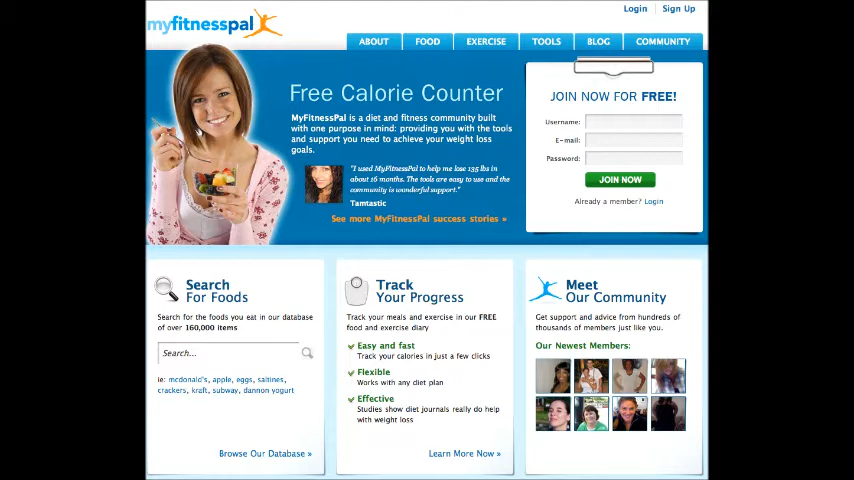 Login
Sign Up
myfitnesspal
ABOUT
FOOD
EXERCISE
TOOLS
BLOG
COMMUNITY
Free Calorie Counter
MyFitnessPal is a diet and fitness community built
with one purpose in mind: providing you with the tools
and support you need to achieve your weight loss
goals.
"I used MyFitnessPal to help me lose 135 lbs in
about 16 months. The tools are easy to use and the
community is wonderful support."
Tamtastic
See more MyFitnessPal success stories »
JOIN NOW FOR FREE!
Username:
E-mail:
Password:
JOIN NOW
Already a member? Login
Search
For Foods
Search for the foods you eat in our database
of over 160,000 items
Search...
ie: mcdonald's, apple, eggs, saltines,
crackers, kraft, subway, dannon yogurt
Browse Our Database »
Track
Your Progress
Track your meals and exercise in our FREE
food and exercise diary
Easy and fast
Track your calories in just a few clicks
Flexible
Works with any diet plan
Effective
Studies show diet journals really do help
with weight loss
Learn More Now »
Meet
Our Community
Get support and advice from hundreds of
thousands of members just like you.
Our Newest Members: